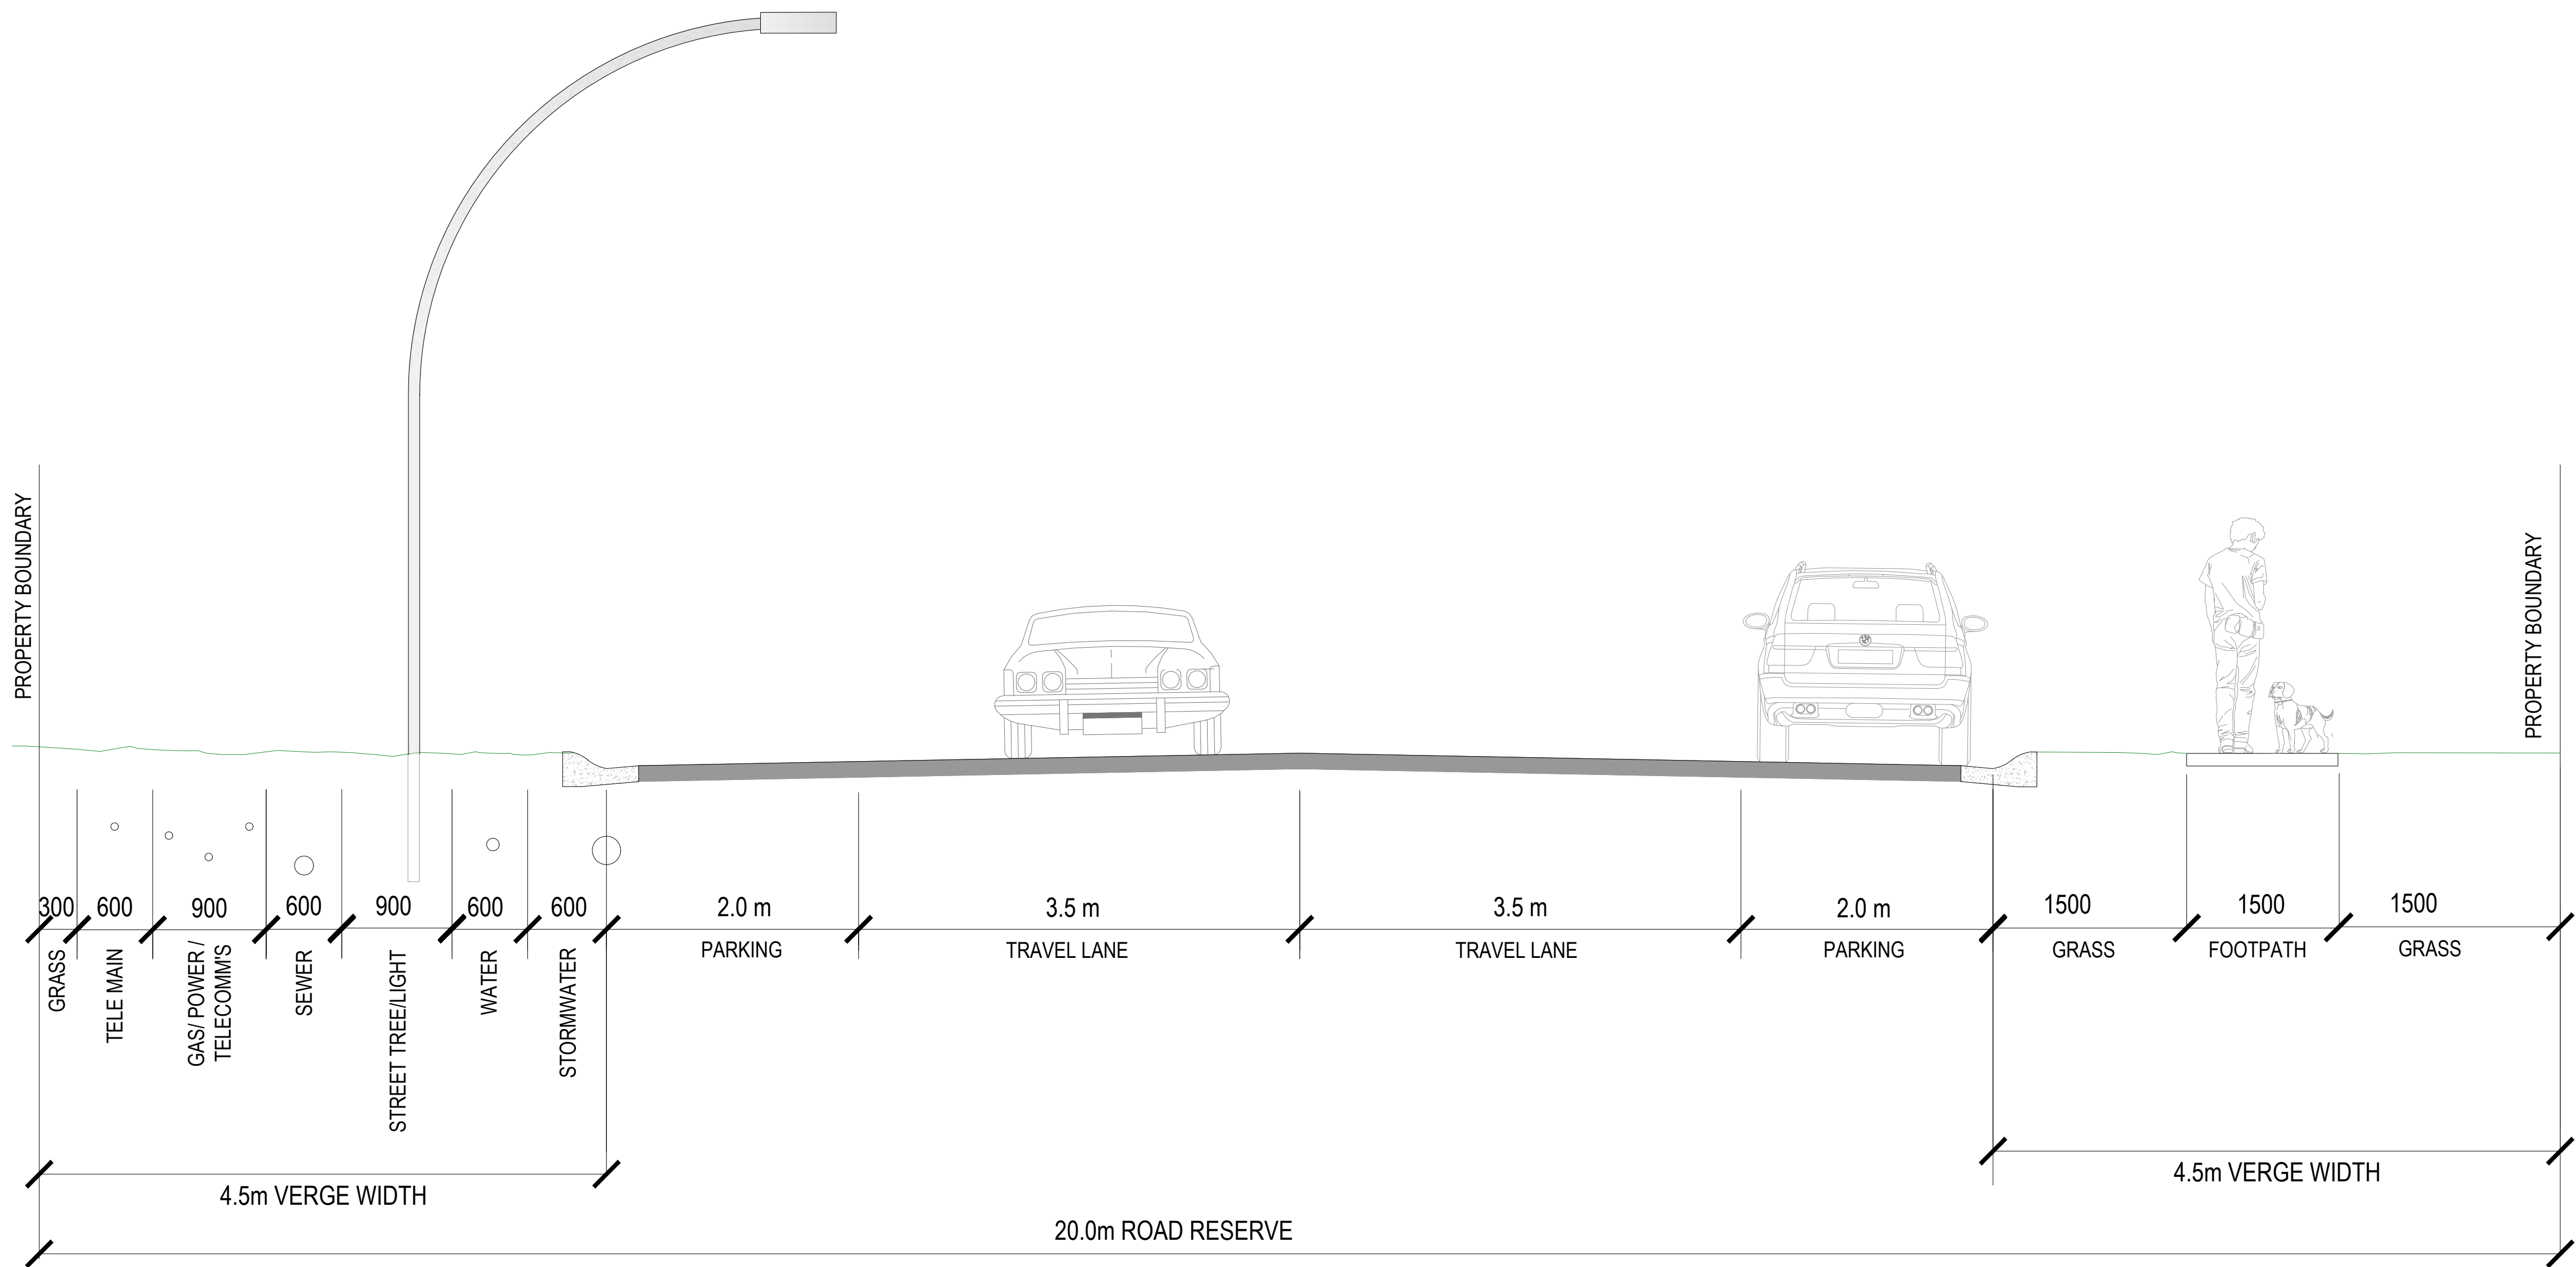 PROPERTY BOUNDARY
PROPERTY BOUNDARY
300
600
900
600
900
600
600
2.0 m
3.5 m
3.5 m
2.0 m
1500
1500
1500
GRASS
TELE MAIN
GAS/ POWER /
TELECOMM'S
SEWER
STREET TREE/LIGHT
WATER
STORMWATER
PARKING
TRAVEL LANE
TRAVEL LANE
PARKING
GRASS
FOOTPATH
GRASS
4.5m VERGE WIDTH
4.5m VERGE WIDTH
20.0m ROAD RESERVE